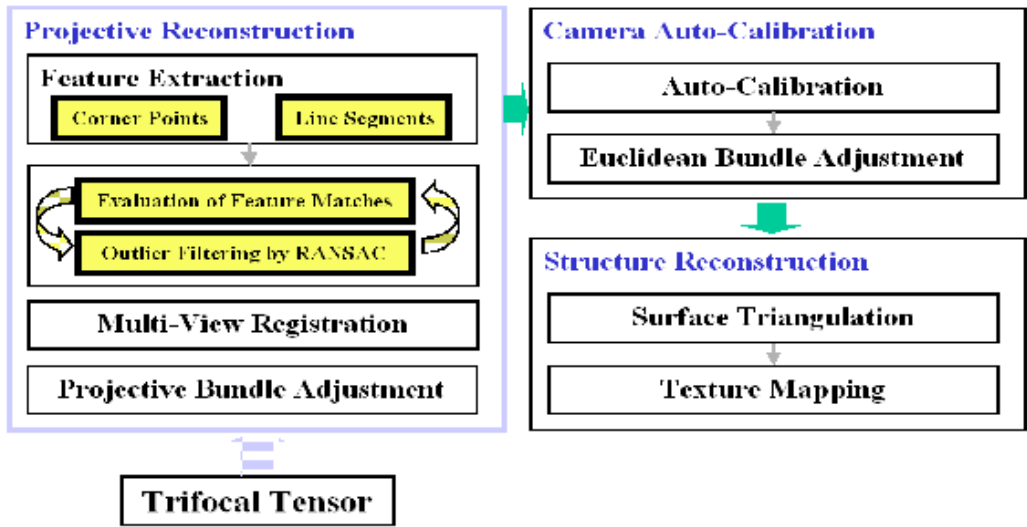 Projective Reconstruction
Feature Extraction
Corner Points
Line Segments
Evaluation of Feature Matches
Outlier Filtering by RANSAC
Multi-View Registration
Projective Bundle Adjustment
Trifocal Tensor
Camera Auto-Calibration
Auto-Calibration
Euclidean Bundle Adjustment
Structure Reconstruction
Surface Triangulation
Texture Mapping